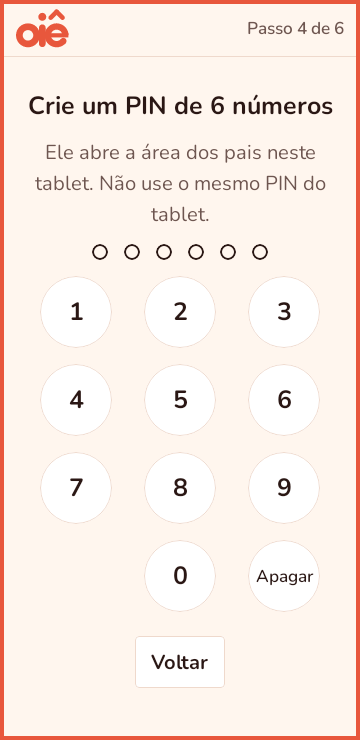 oiê
Passo 4 de 6
Crie um PIN de 6 números
Ele abre a área dos pais neste
tablet. Não use o mesmo PIN do
tablet.
1 2 3
4 5 6
7 8 9
0 Apagar
Voltar